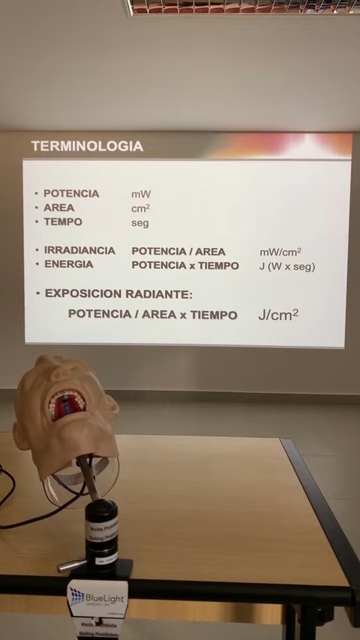 TERMINOLOGIA
• POTENCIA mW
• AREA cm²
• TIEMPO seg
• IRRADIANCIA POTENCIA / AREA mW/cm²
• ENERGIA POTENCIA x TIEMPO J (W x seg)
• EXPOSICION RADIANTE:
POTENCIA / AREA x TIEMPO J/cm²
BlueLight